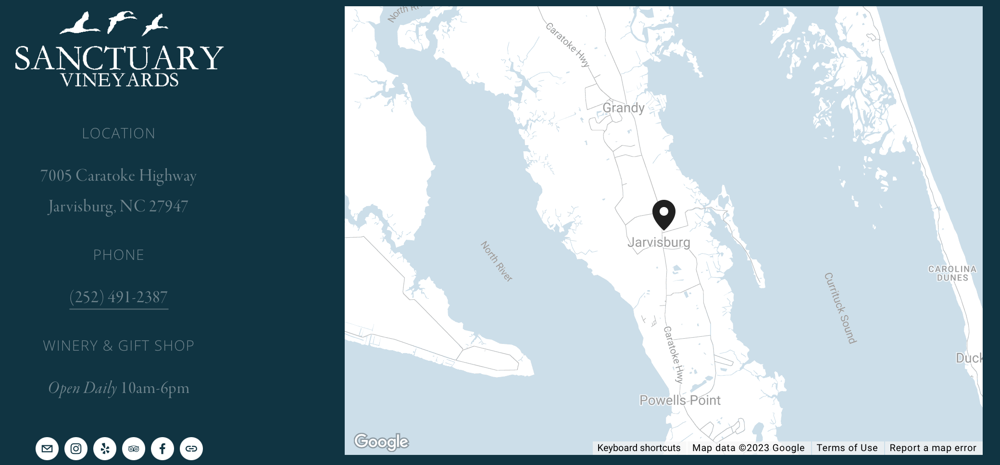 SANCTUARY
VINEYARDS
LOCATION
7005 Caratoke Highway
Jarvisburg, NC 27947
PHONE
(252) 491-2387
WINERY & GIFT SHOP
Open Daily 10am-6pm
North
Caratoke Hwy
Grandy
Jarvisburg
North River
CAROLINA
DUNES
Currituck Sound
Caratoke Hwy
Duck
Powells Point
Google
Keyboard shortcuts
Map data ©2023 Google
Terms of Use
Report a map error